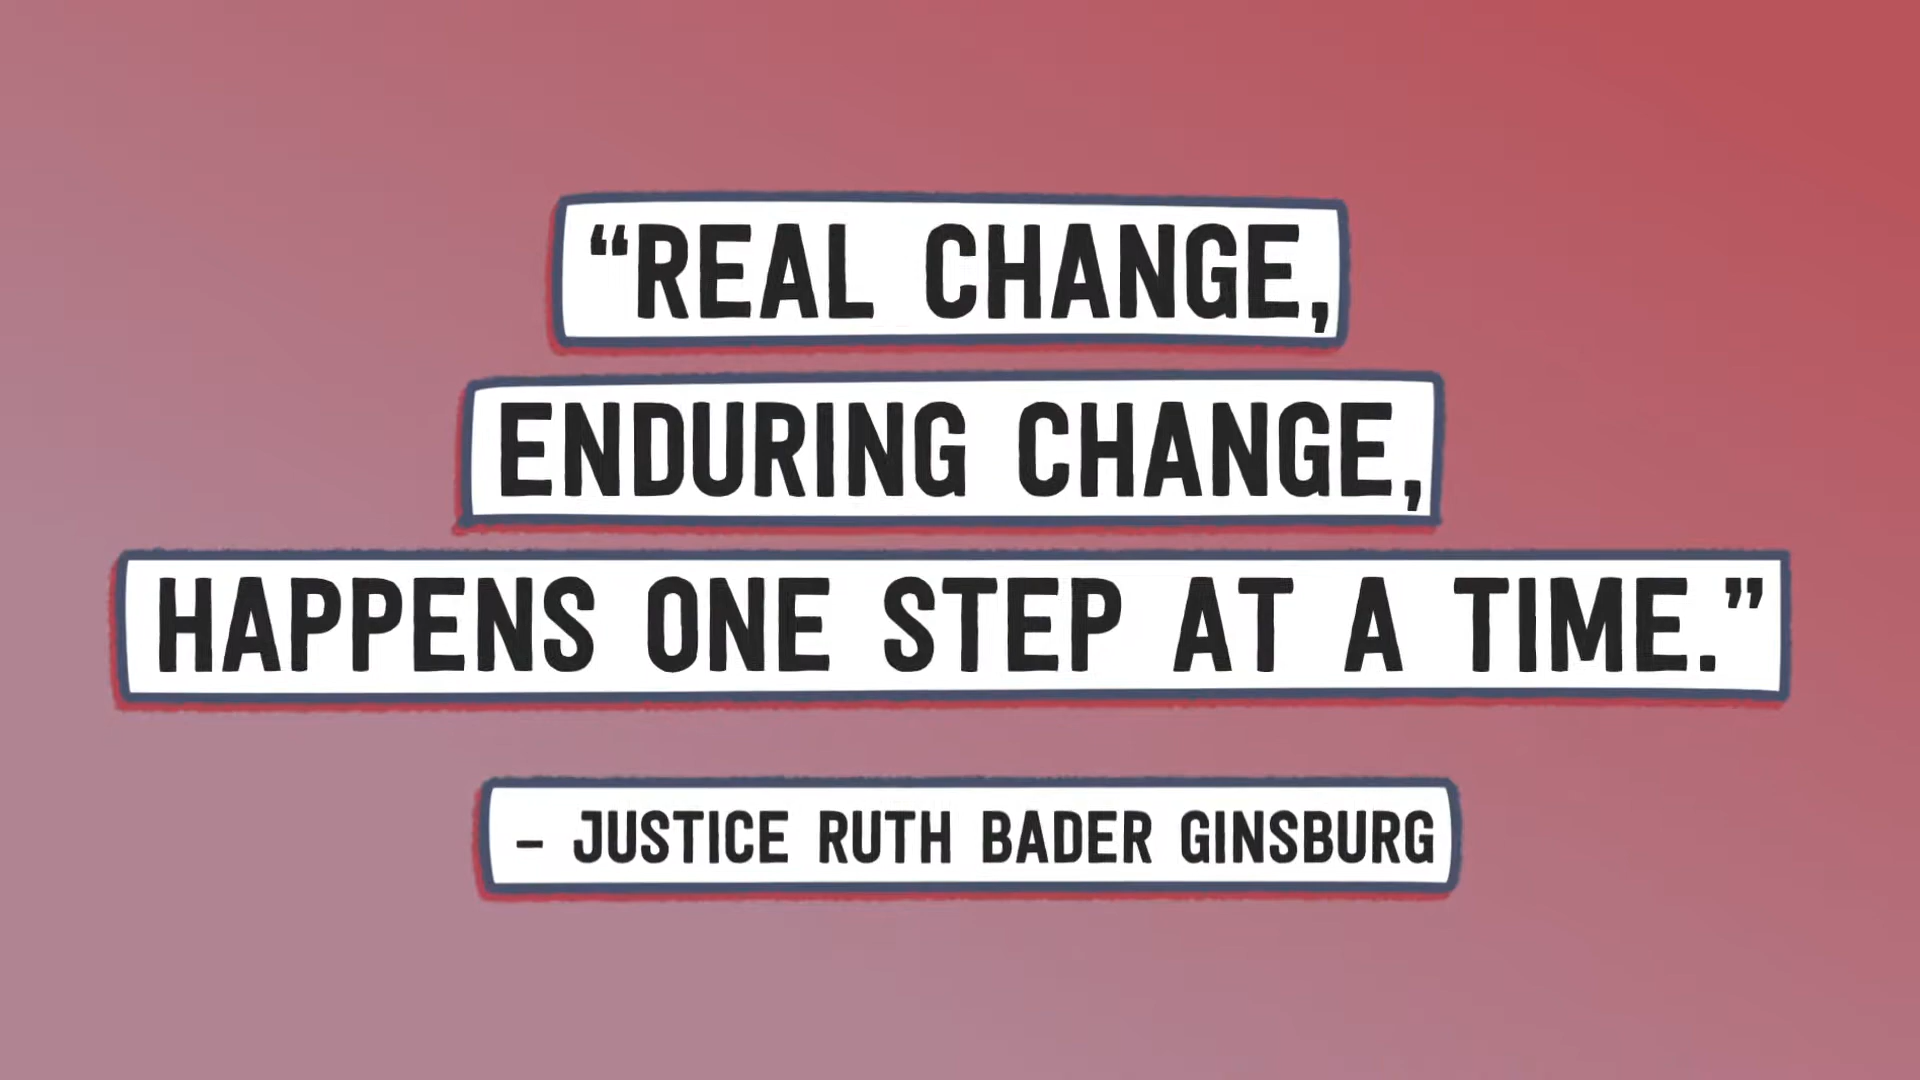 “REAL CHANGE,
ENDURING CHANGE,
HAPPENS ONE STEP AT A TIME.”
– JUSTICE RUTH BADER GINSBURG